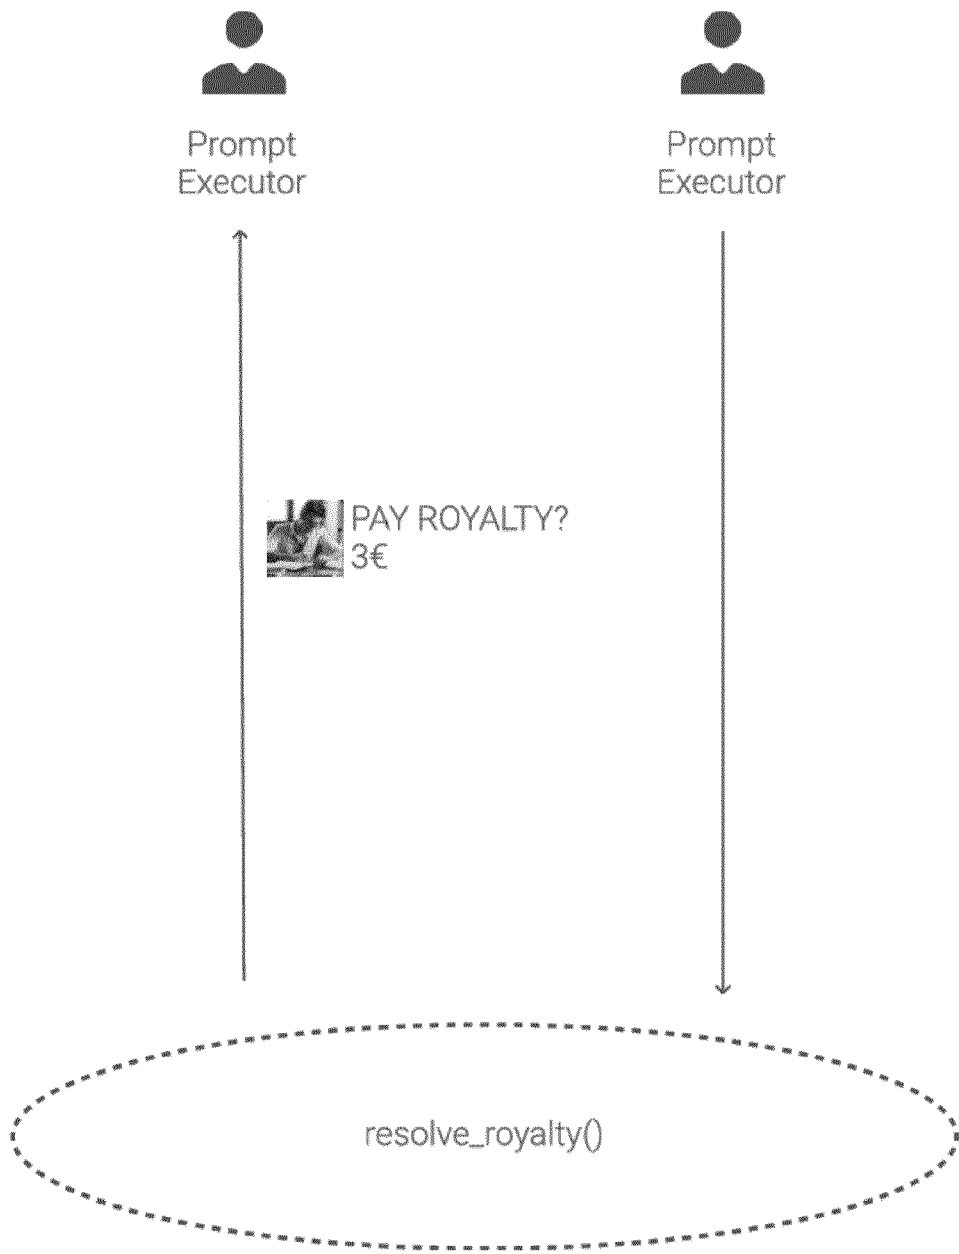 Prompt
Executor
Prompt
Executor
PAY ROYALTY?
3€
resolve_royalty()